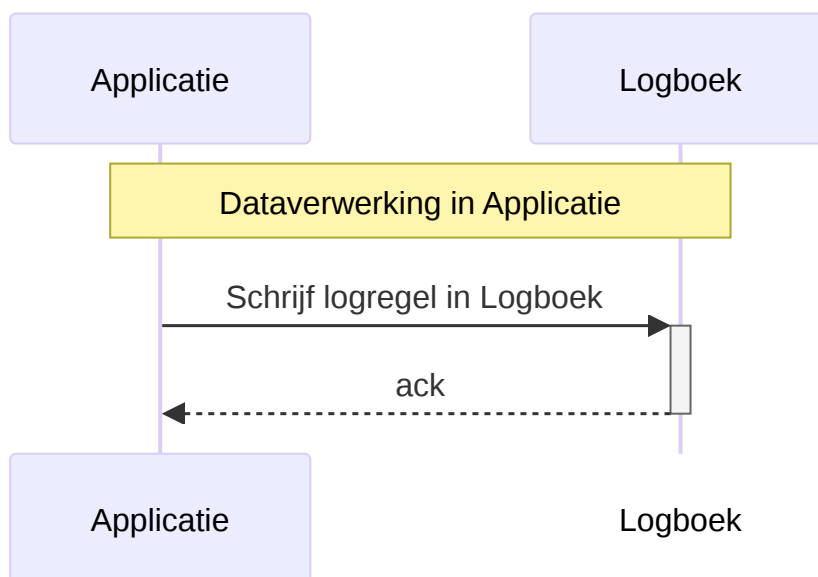 Applicatie
Logboek
Dataverwerking in Applicatie
Schrijf logregel in Logboek
ack
Applicatie
Logboek